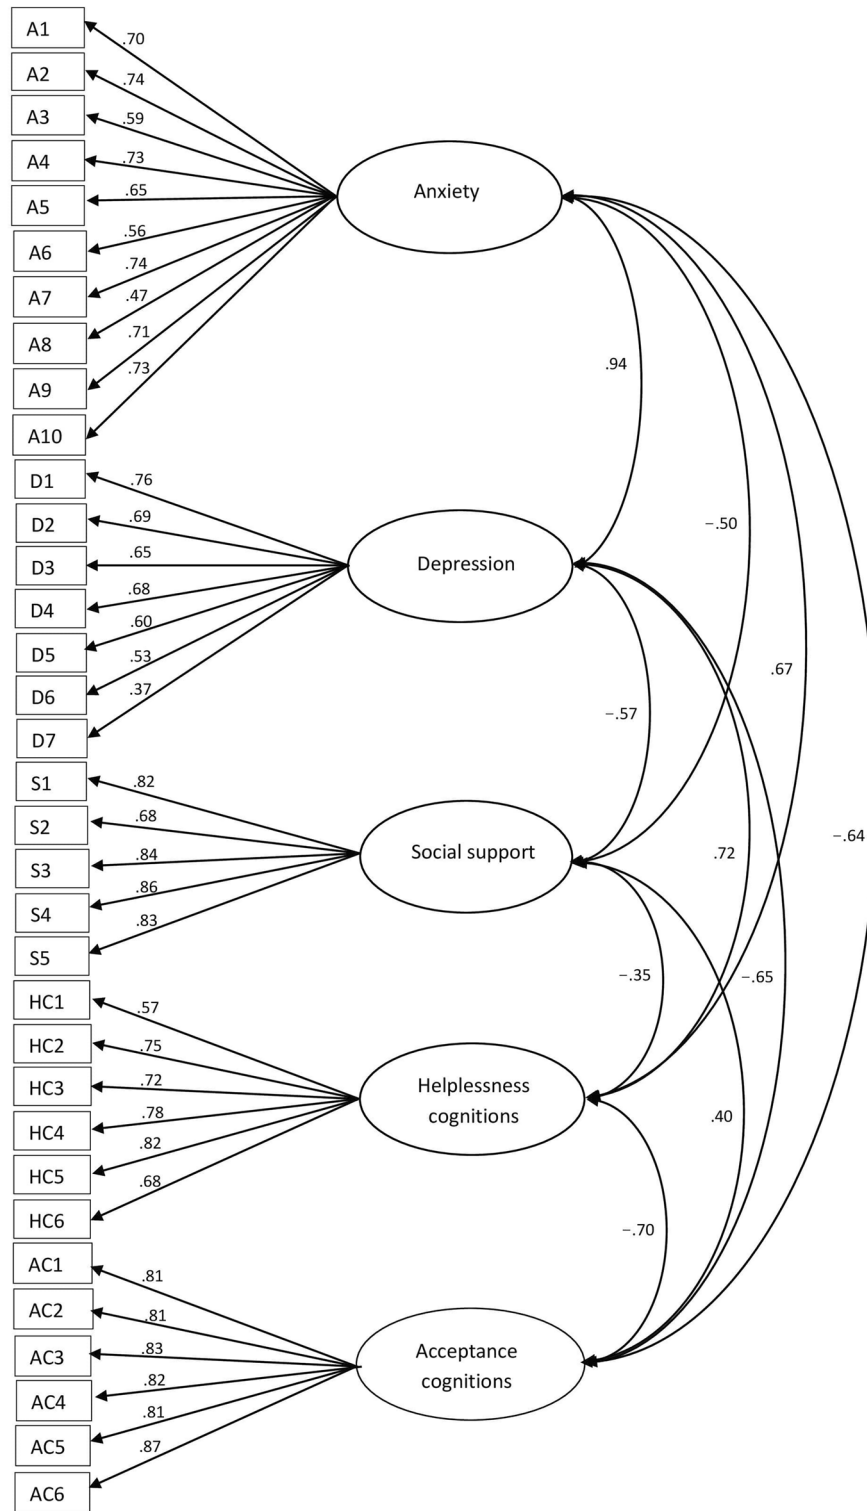 A1
.70
A2
.74
A3
.59
A4
.73
A5
.65
A6
.56
A7
.74
A8
.47
A9
.71
A10
.73
Anxiety
.94
−.50
.67
−.64
D1
.76
D2
.69
D3
.65
D4
.68
D5
.60
D6
.53
D7
.37
Depression
−.57
.72
−.65
S1
.82
S2
.68
S3
.84
S4
.86
S5
.83
Social support
−.35
.40
HC1
.57
HC2
.75
HC3
.72
HC4
.78
HC5
.82
HC6
.68
Helplessness
cognitions
−.70
AC1
.81
AC2
.81
AC3
.83
AC4
.82
AC5
.81
AC6
.87
Acceptance
cognitions